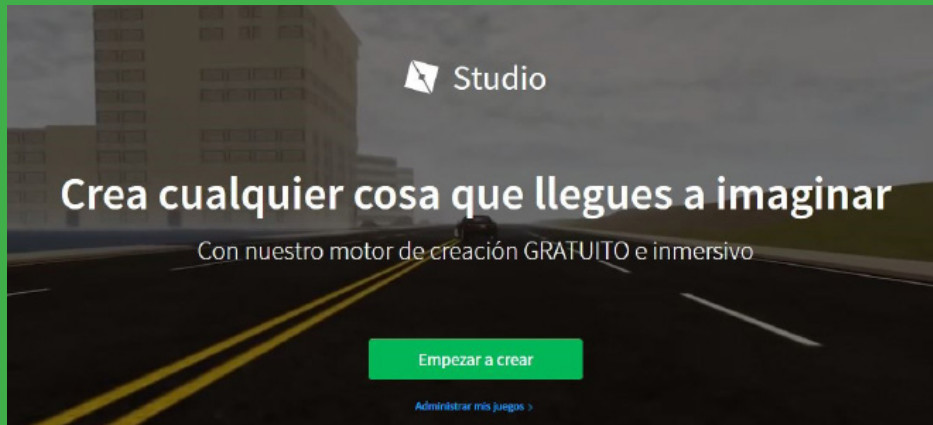 Studio
Crea cualquier cosa que llegues a imaginar
Con nuestro motor de creación GRATUITO e inmersivo
Empezar a crear
Administrar mis juegos >